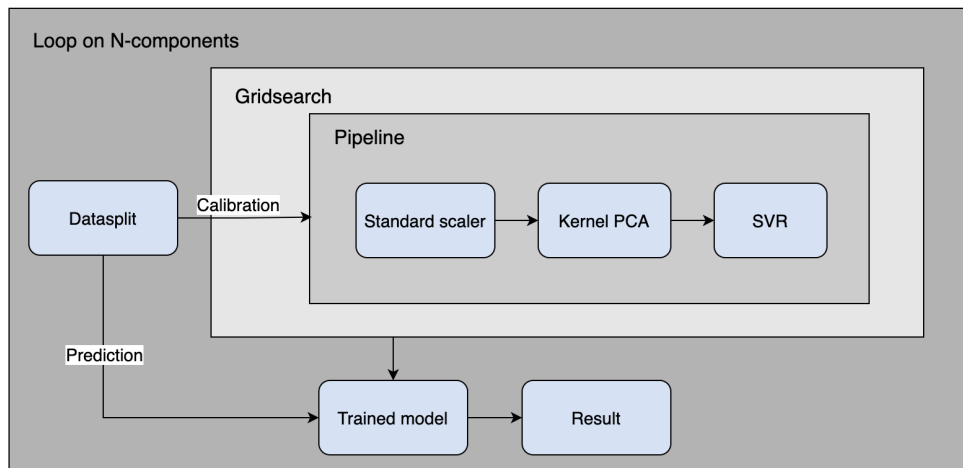 Loop on N-components
Gridsearch
Pipeline
Datasplit
Calibration
Standard scaler
Kernel PCA
SVR
Prediction
Trained model
Result